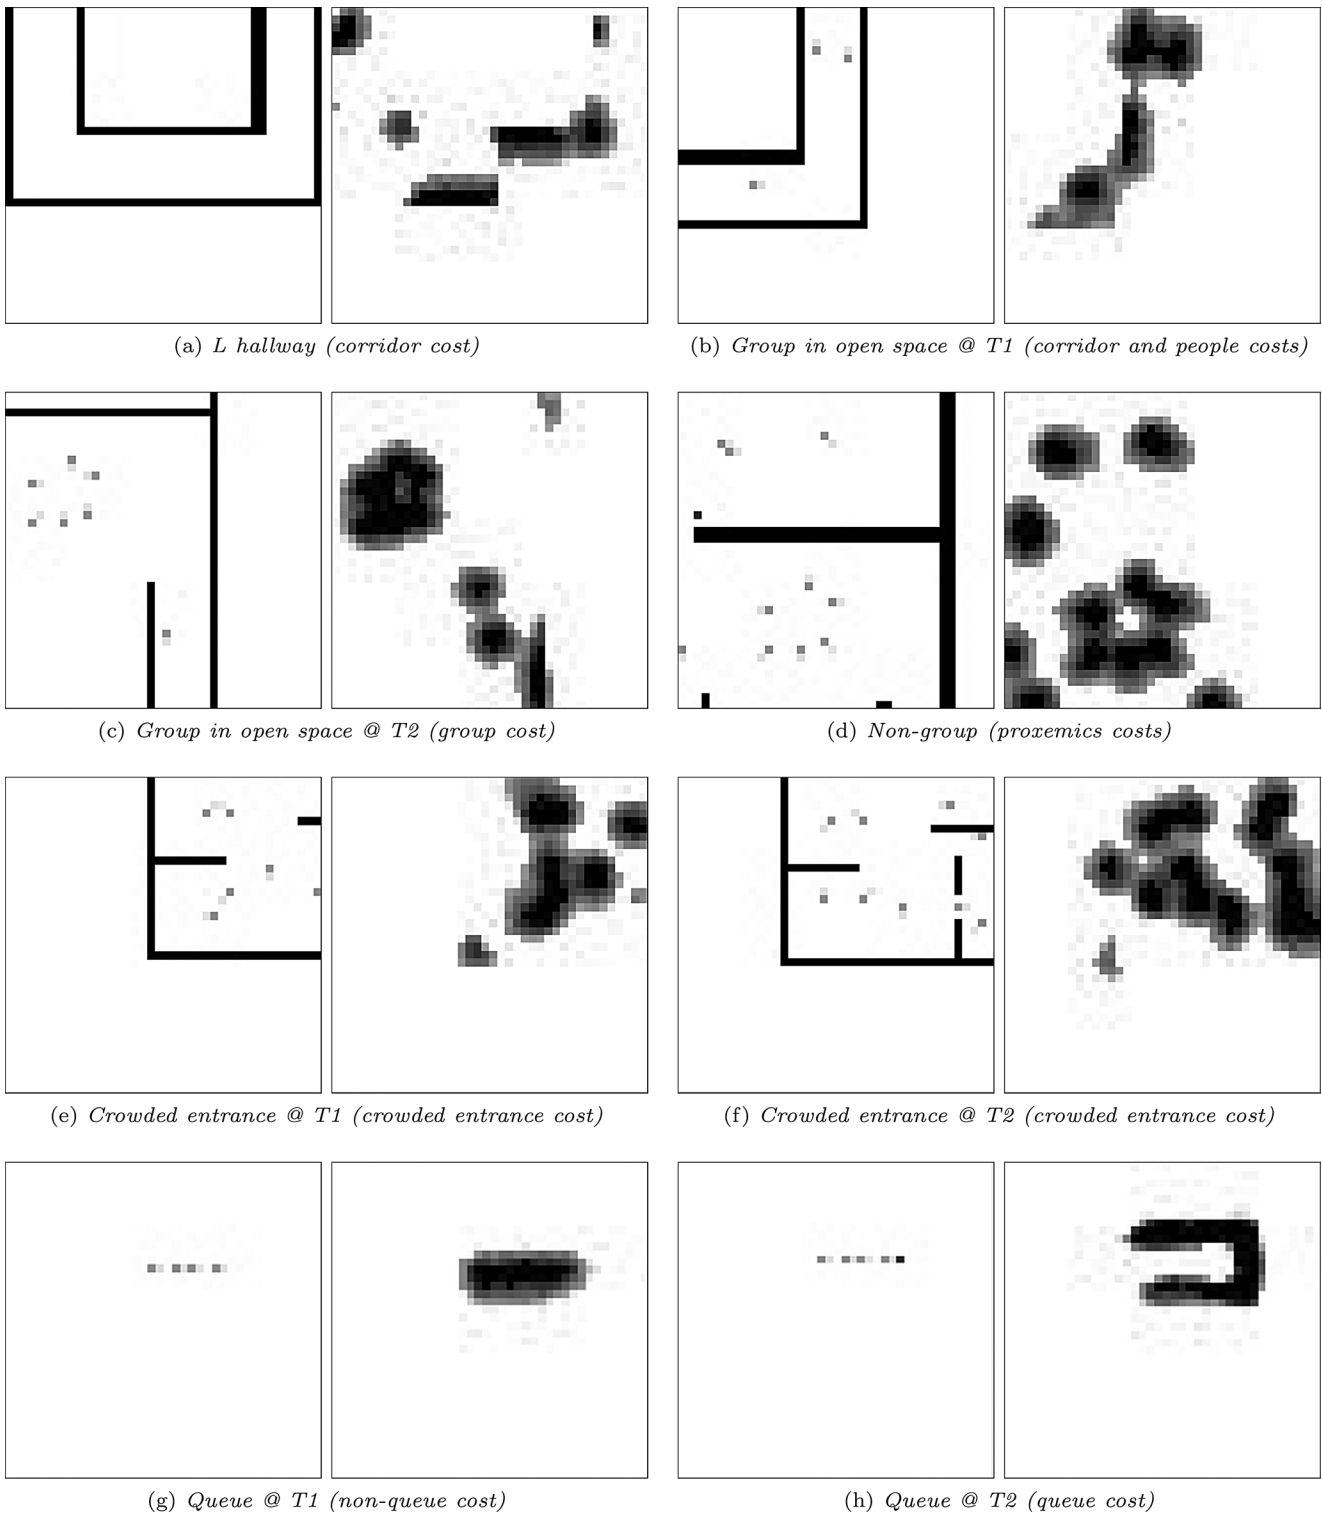 (a) L hallway (corridor cost)
(b) Group in open space @ T1 (corridor and people costs)
(c) Group in open space @ T2 (group cost)
(d) Non-group (proxemics costs)
(e) Crowded entrance @ T1 (crowded entrance cost)
(f) Crowded entrance @ T2 (crowded entrance cost)
(g) Queue @ T1 (non-queue cost)
(h) Queue @ T2 (queue cost)